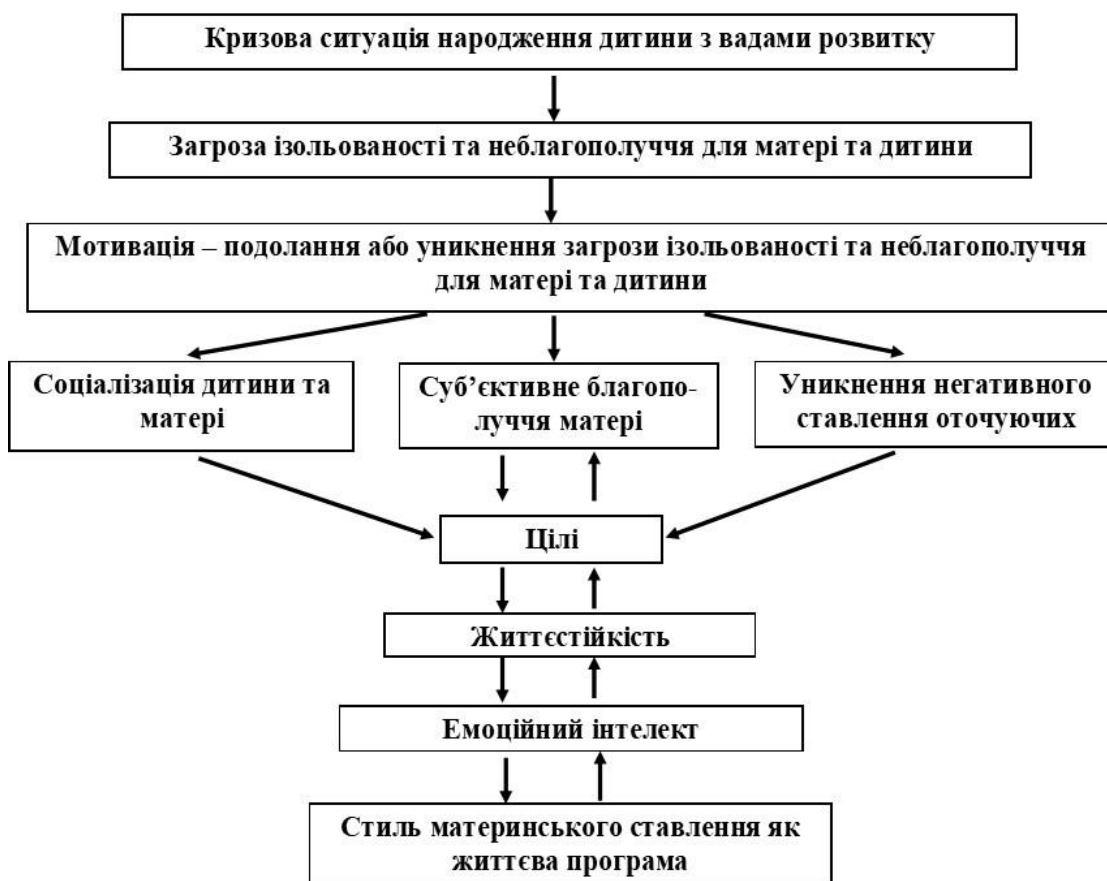 Кризова ситуація народження дитини з вадами розвитку
Загроза ізольованості та неблагополуччя для матері та дитини
Мотивація – подолання або уникнення загрози ізольованості та неблагополуччя
для матері та дитини
Соціалізація дитини та
матері
Суб’єктивне благопо-
луччя матері
Уникнення негативного
ставлення оточуючих
Цілі
Життєстійкість
Емоційний інтелект
Стиль материнського ставлення як
життєва програма